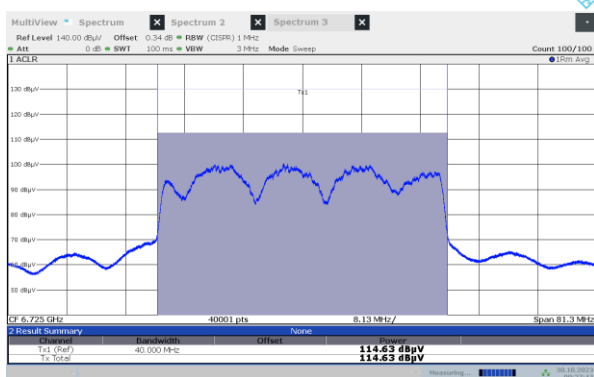 MultiView Spectrum Spectrum 2 Spectrum 3
Ref Level 140.00 dBµV Offset 0.34 dB RBW (CISPR) 1 MHz
Att 0 dB SWT 100 ms VBW 3 MHz Mode Sweep Count 100/100
1 ACLR 1Rm Avg
130 dBµV
Tx1
120 dBµV
110 dBµV
100 dBµV
90 dBµV
80 dBµV
70 dBµV
60 dBµV
50 dBµV
CF 6.725 GHz 40001 pts 8.13 MHz/ Span 81.3 MHz
2 Result Summary None
Channel Bandwidth Offset Power
Tx1 (Ref) 40.000 MHz 114.63 dBµV
Tx Total 114.63 dBµV
Measuring... 30.10.2023